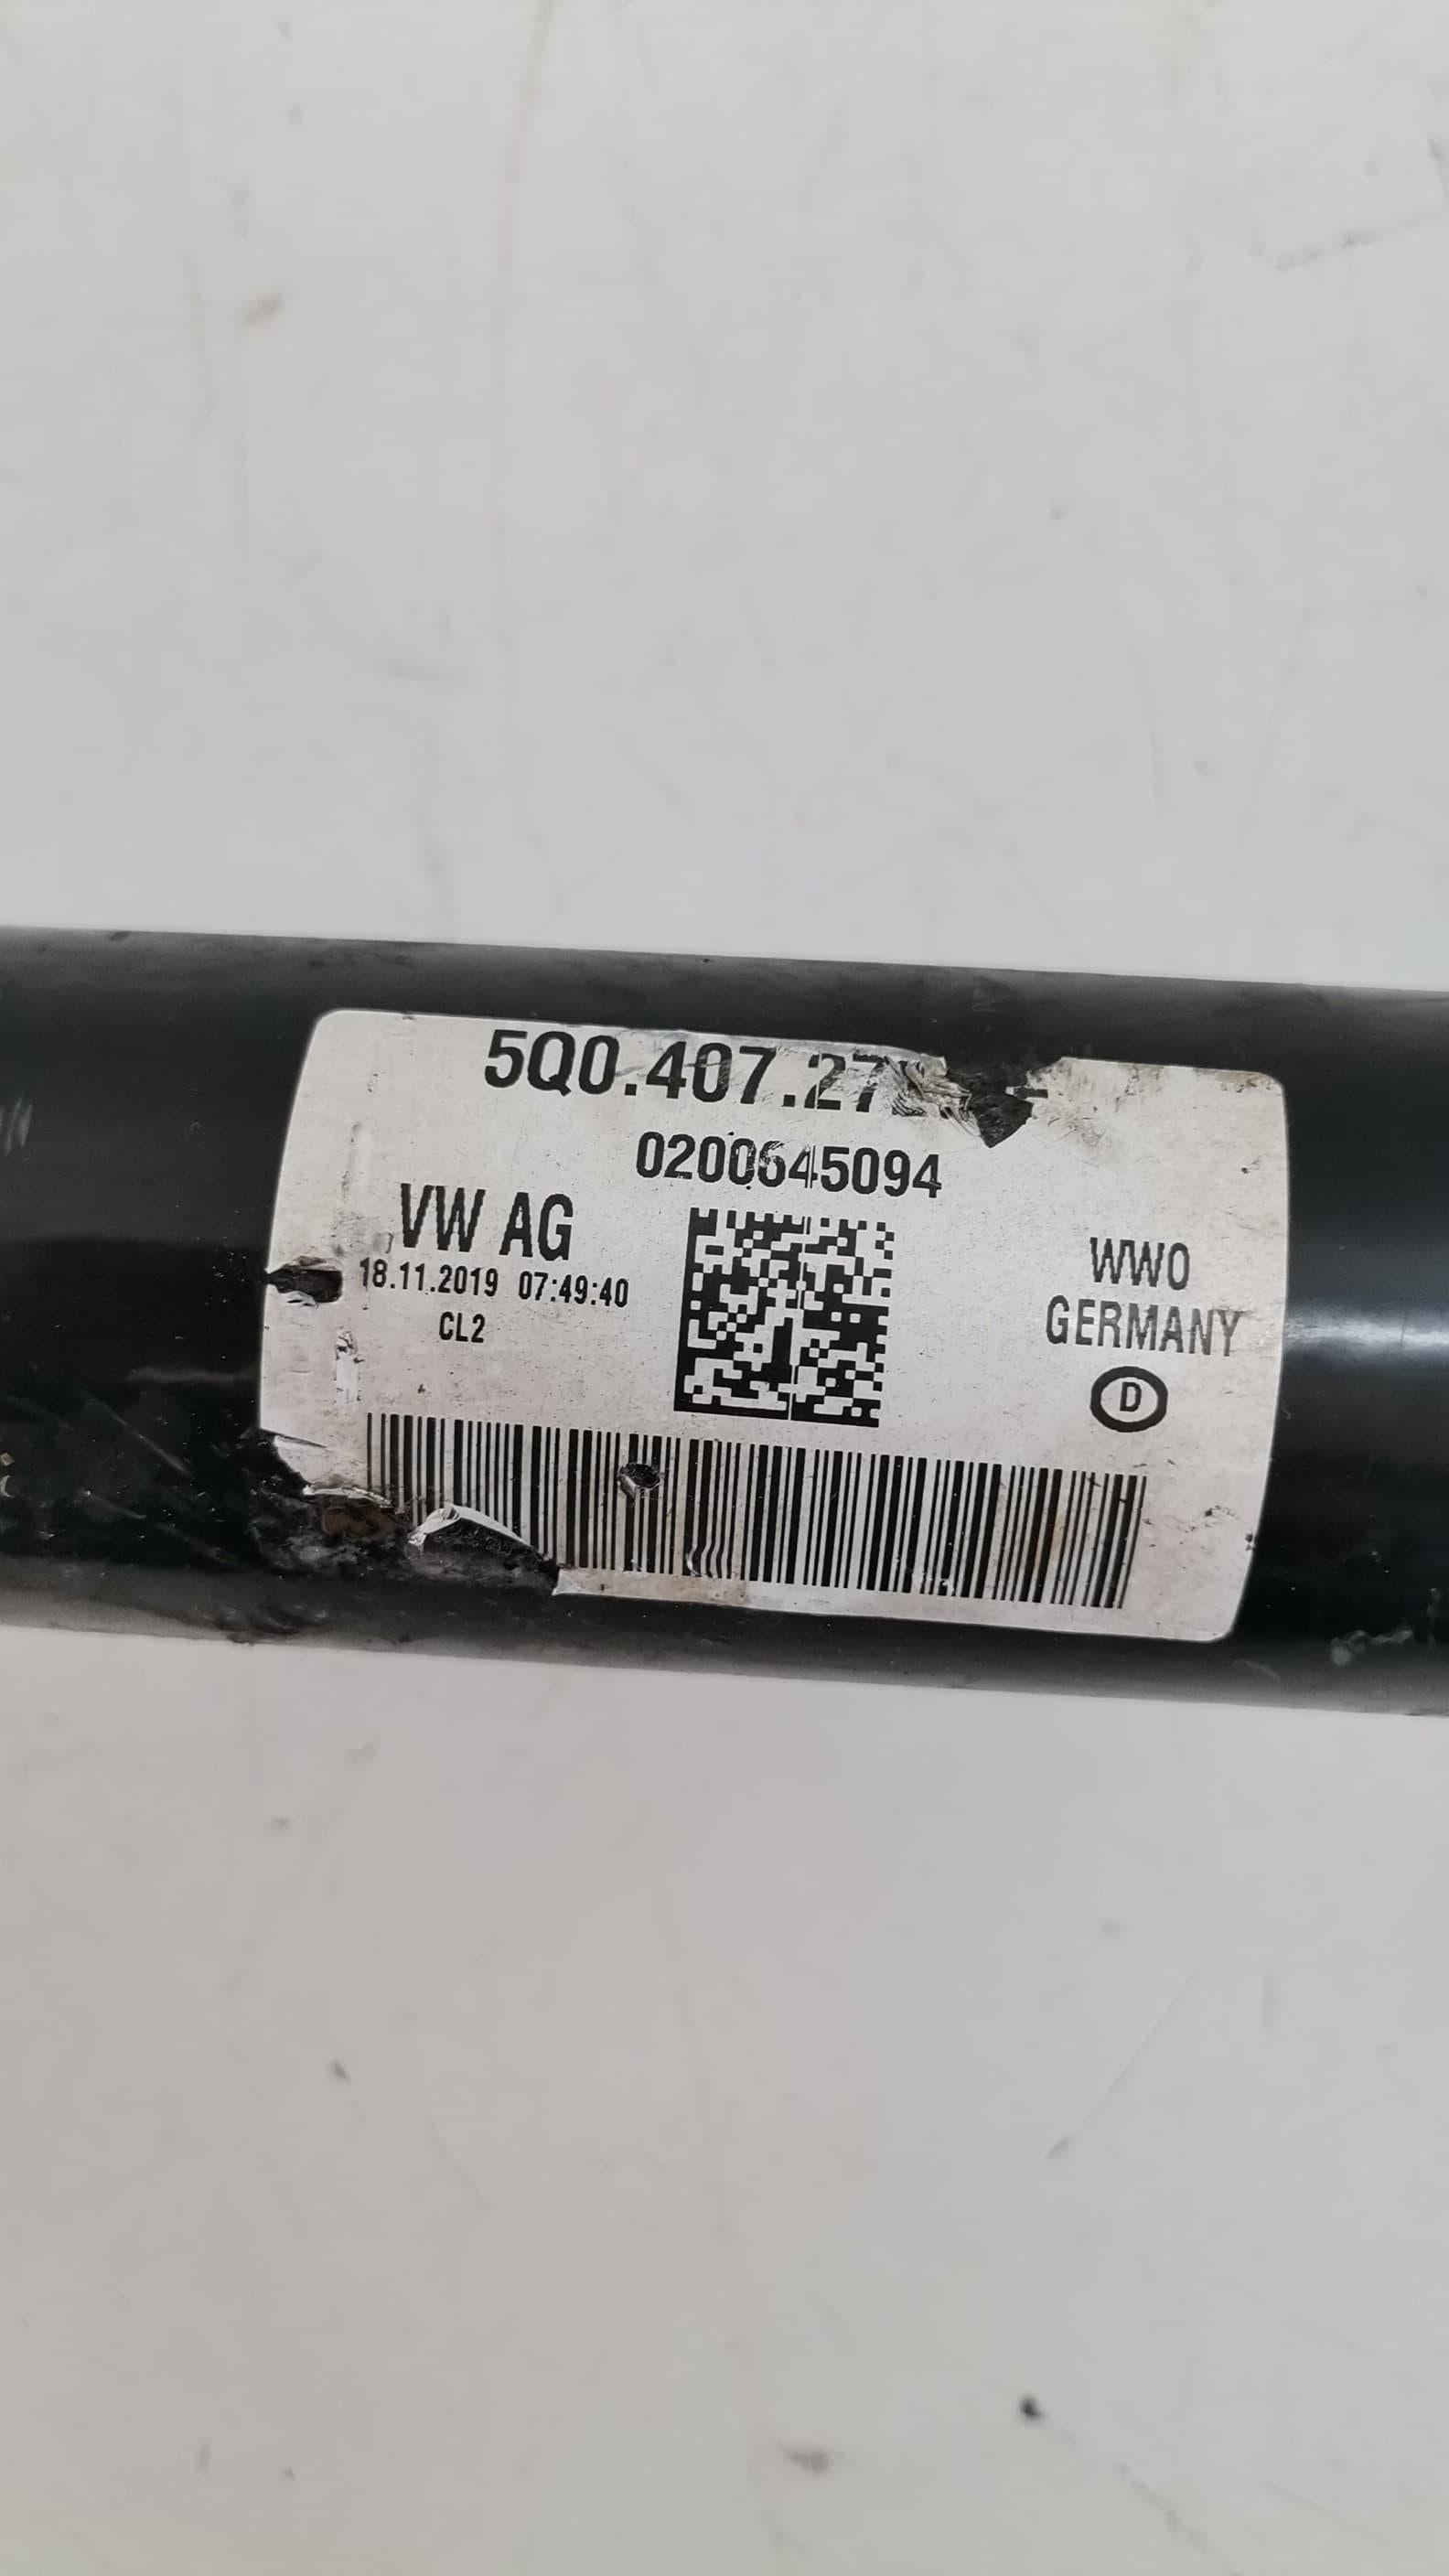 5Q0.407.27
0200645094
VW AG
18.11.2019 07:49:40
CL2
WWO
GERMANY
D